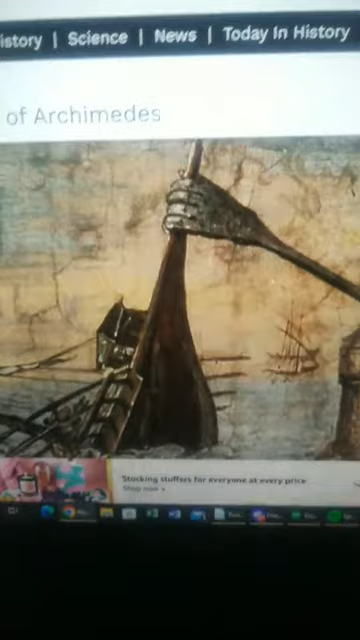 istory | Science | News | Today In History
of Archimedes
Stocking stuffers for everyone at every price
Shop now